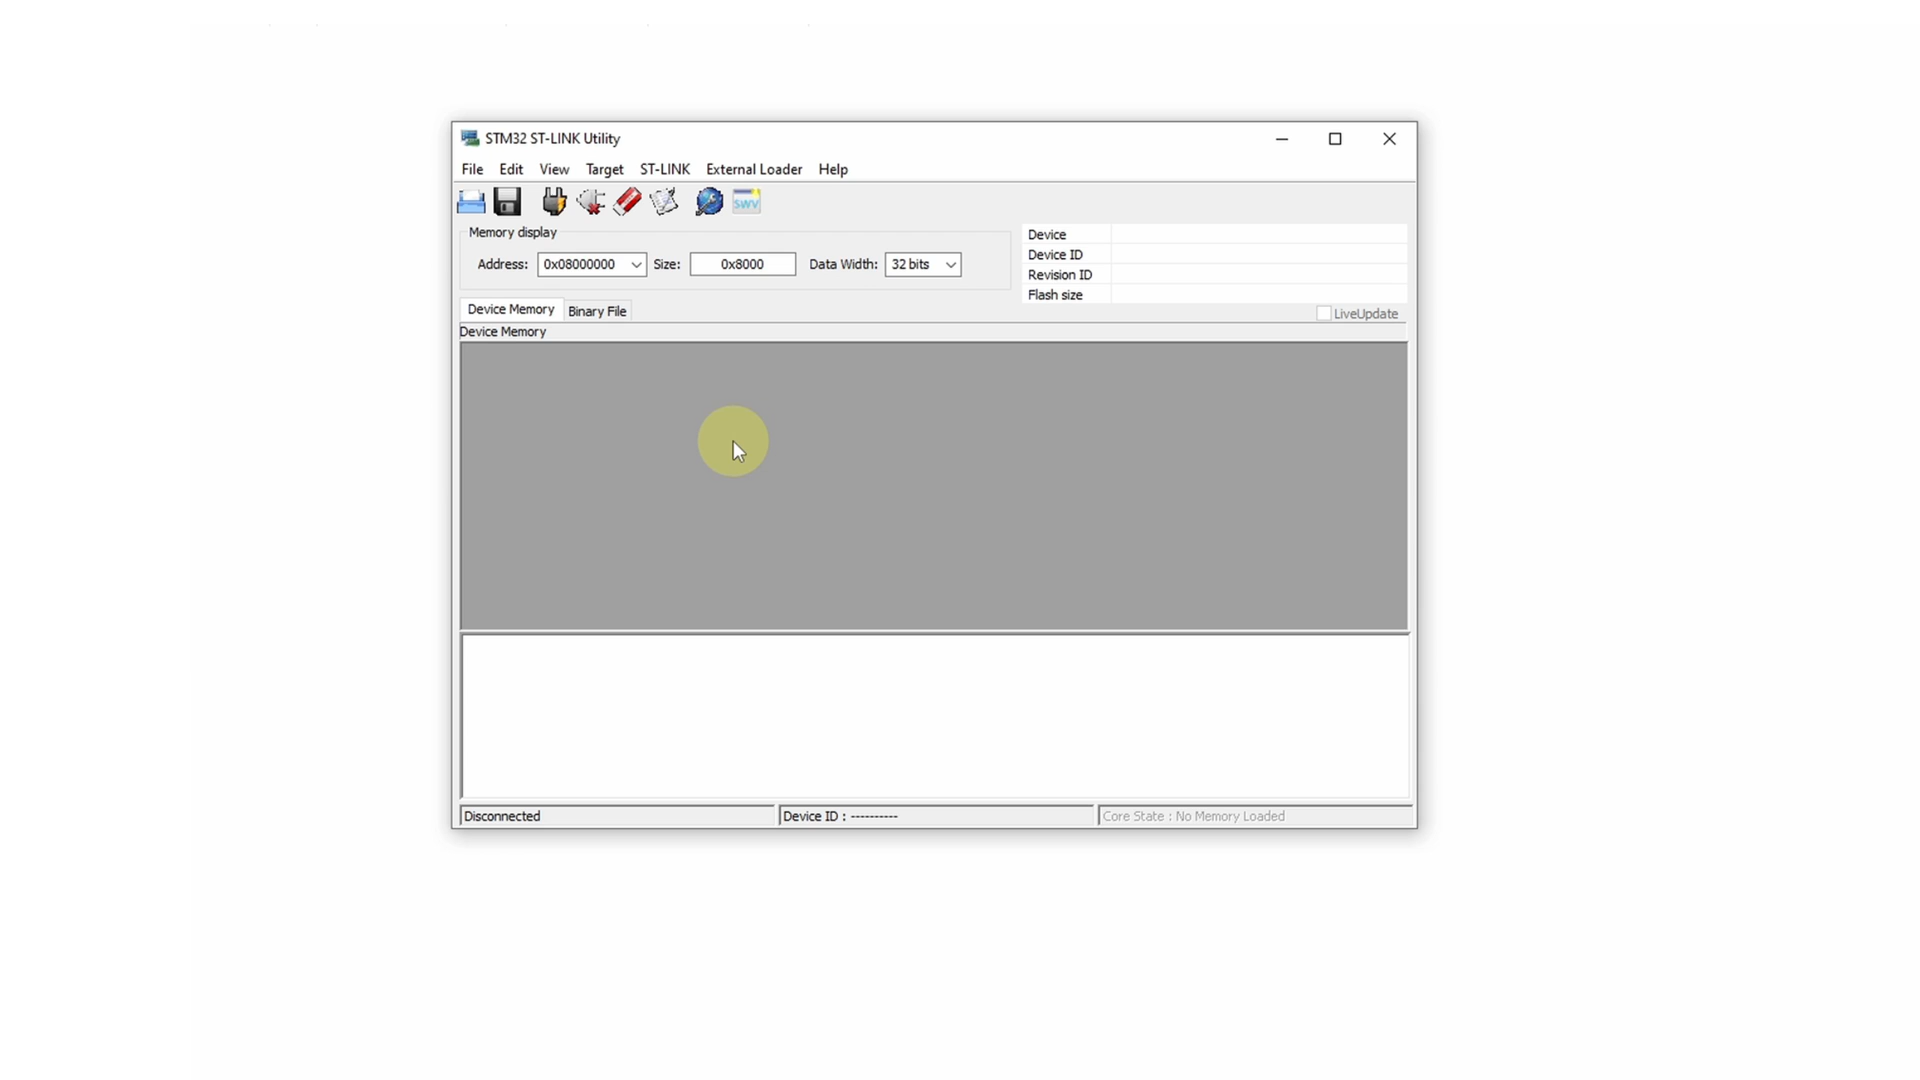 STM32 ST-LINK Utility
File Edit View Target ST-LINK External Loader Help
SWV
Memory display
Address: 0x08000000 Size: 0x8000 Data Width: 32 bits
Device
Device ID
Revision ID
Flash size
Device Memory Binary File
LiveUpdate
Device Memory
Disconnected Device ID : ---------- Core State : No Memory Loaded